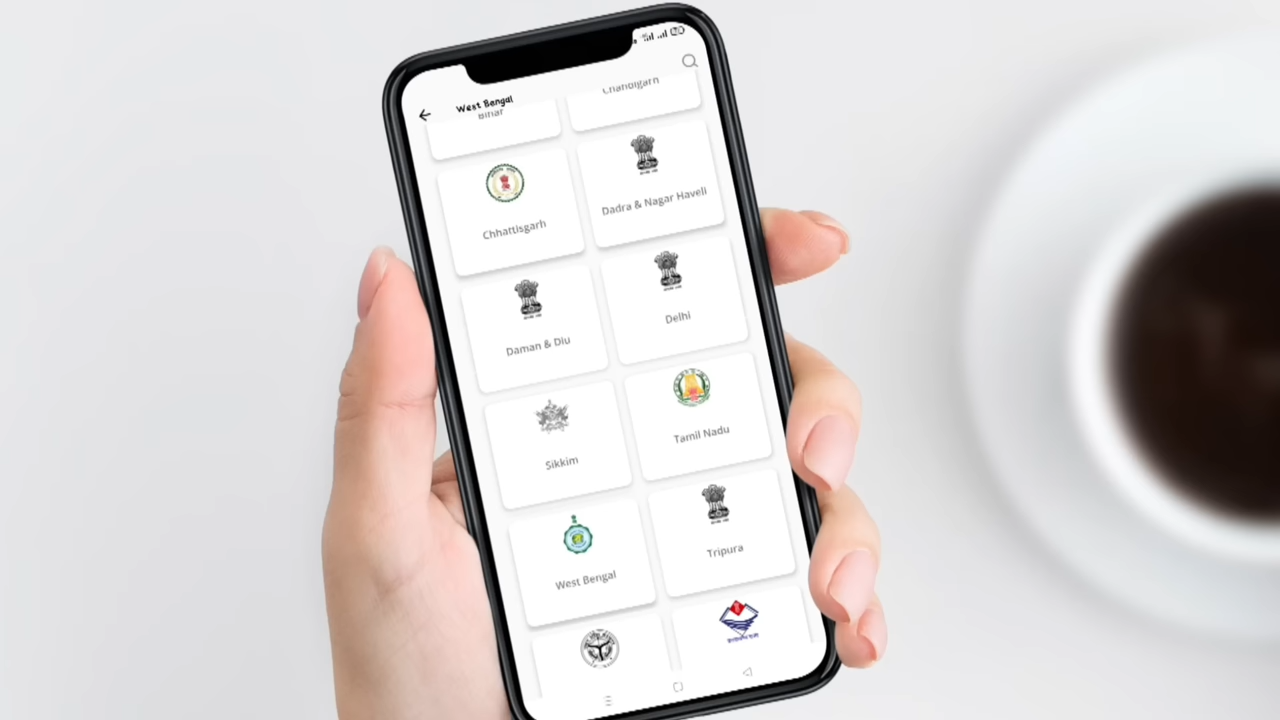 West Bengal
Bihar
Chandigarh
Chhattisgarh
Dadra & Nagar Haveli
Daman & Diu
Delhi
Sikkim
Tamil Nadu
West Bengal
Tripura